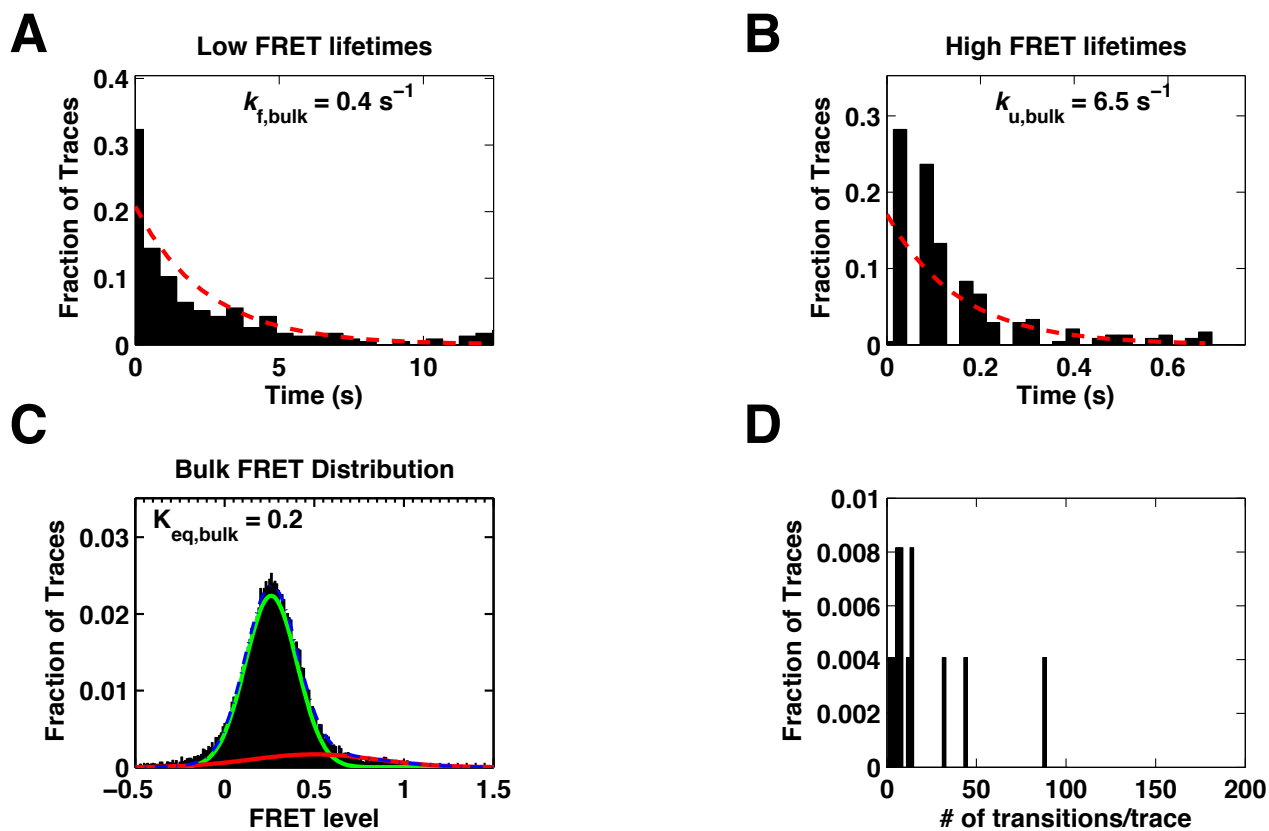 A
Low FRET lifetimes
k f,bulk = 0.4 s−1
Fraction of Traces
0.4
0.3
0.2
0.1
0
0 5 10
Time (s)
B
High FRET lifetimes
k u,bulk = 6.5 s−1
Fraction of Traces
0.3
0.2
0.1
0
0 0.2 0.4 0.6
Time (s)
C
Bulk FRET Distribution
K eq,bulk = 0.2
Fraction of Traces
0.03
0.02
0.01
0
−0.5 0 0.5 1 1.5
FRET level
D
Fraction of Traces
0.01
0.008
0.006
0.004
0.002
0
0 50 100 150 200
# of transitions/trace